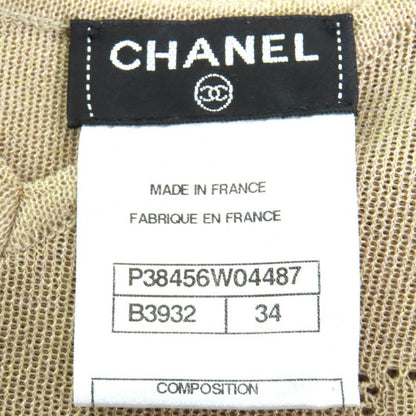 CHANEL
MADE IN FRANCE
FABRIQUE EN FRANCE
P38456W04487
B3932 34
COMPOSITION